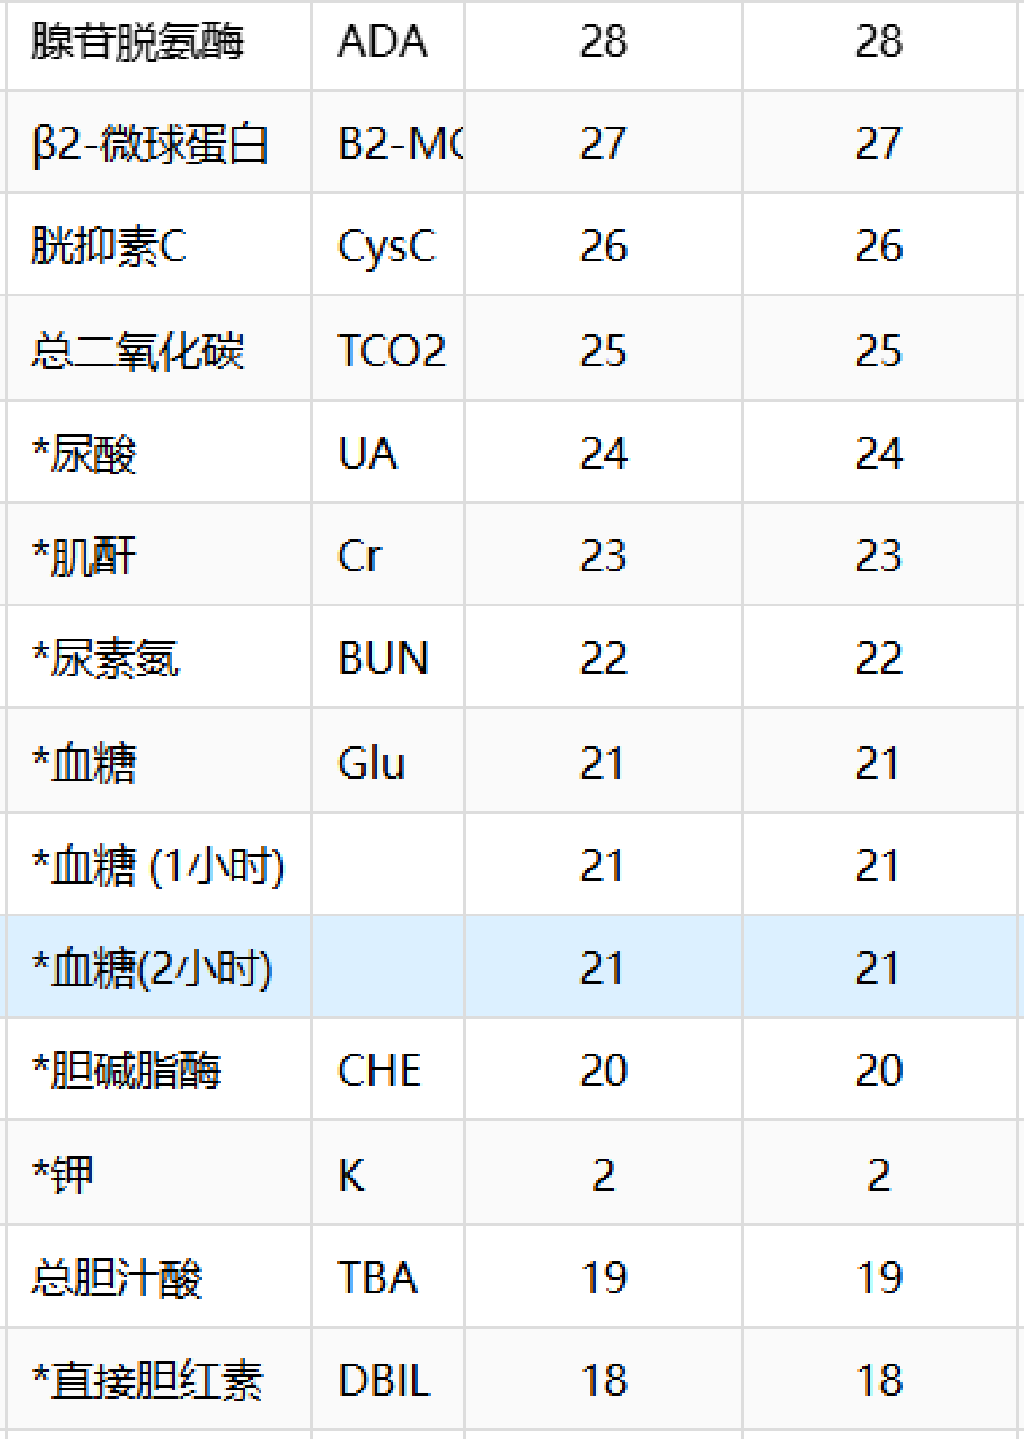 腺苷脱氨酶 ADA 28 28
β2-微球蛋白 B2-M 27 27
胱抑素C CysC 26 26
总二氧化碳 TCO2 25 25
*尿酸 UA 24 24
*肌酐 Cr 23 23
*尿素氮 BUN 22 22
*血糖 Glu 21 21
*血糖 (1小时) 21 21
*血糖(2小时) 21 21
*胆碱脂酶 CHE 20 20
*钾 K 2 2
总胆汁酸 TBA 19 19
*直接胆红素 DBIL 18 18